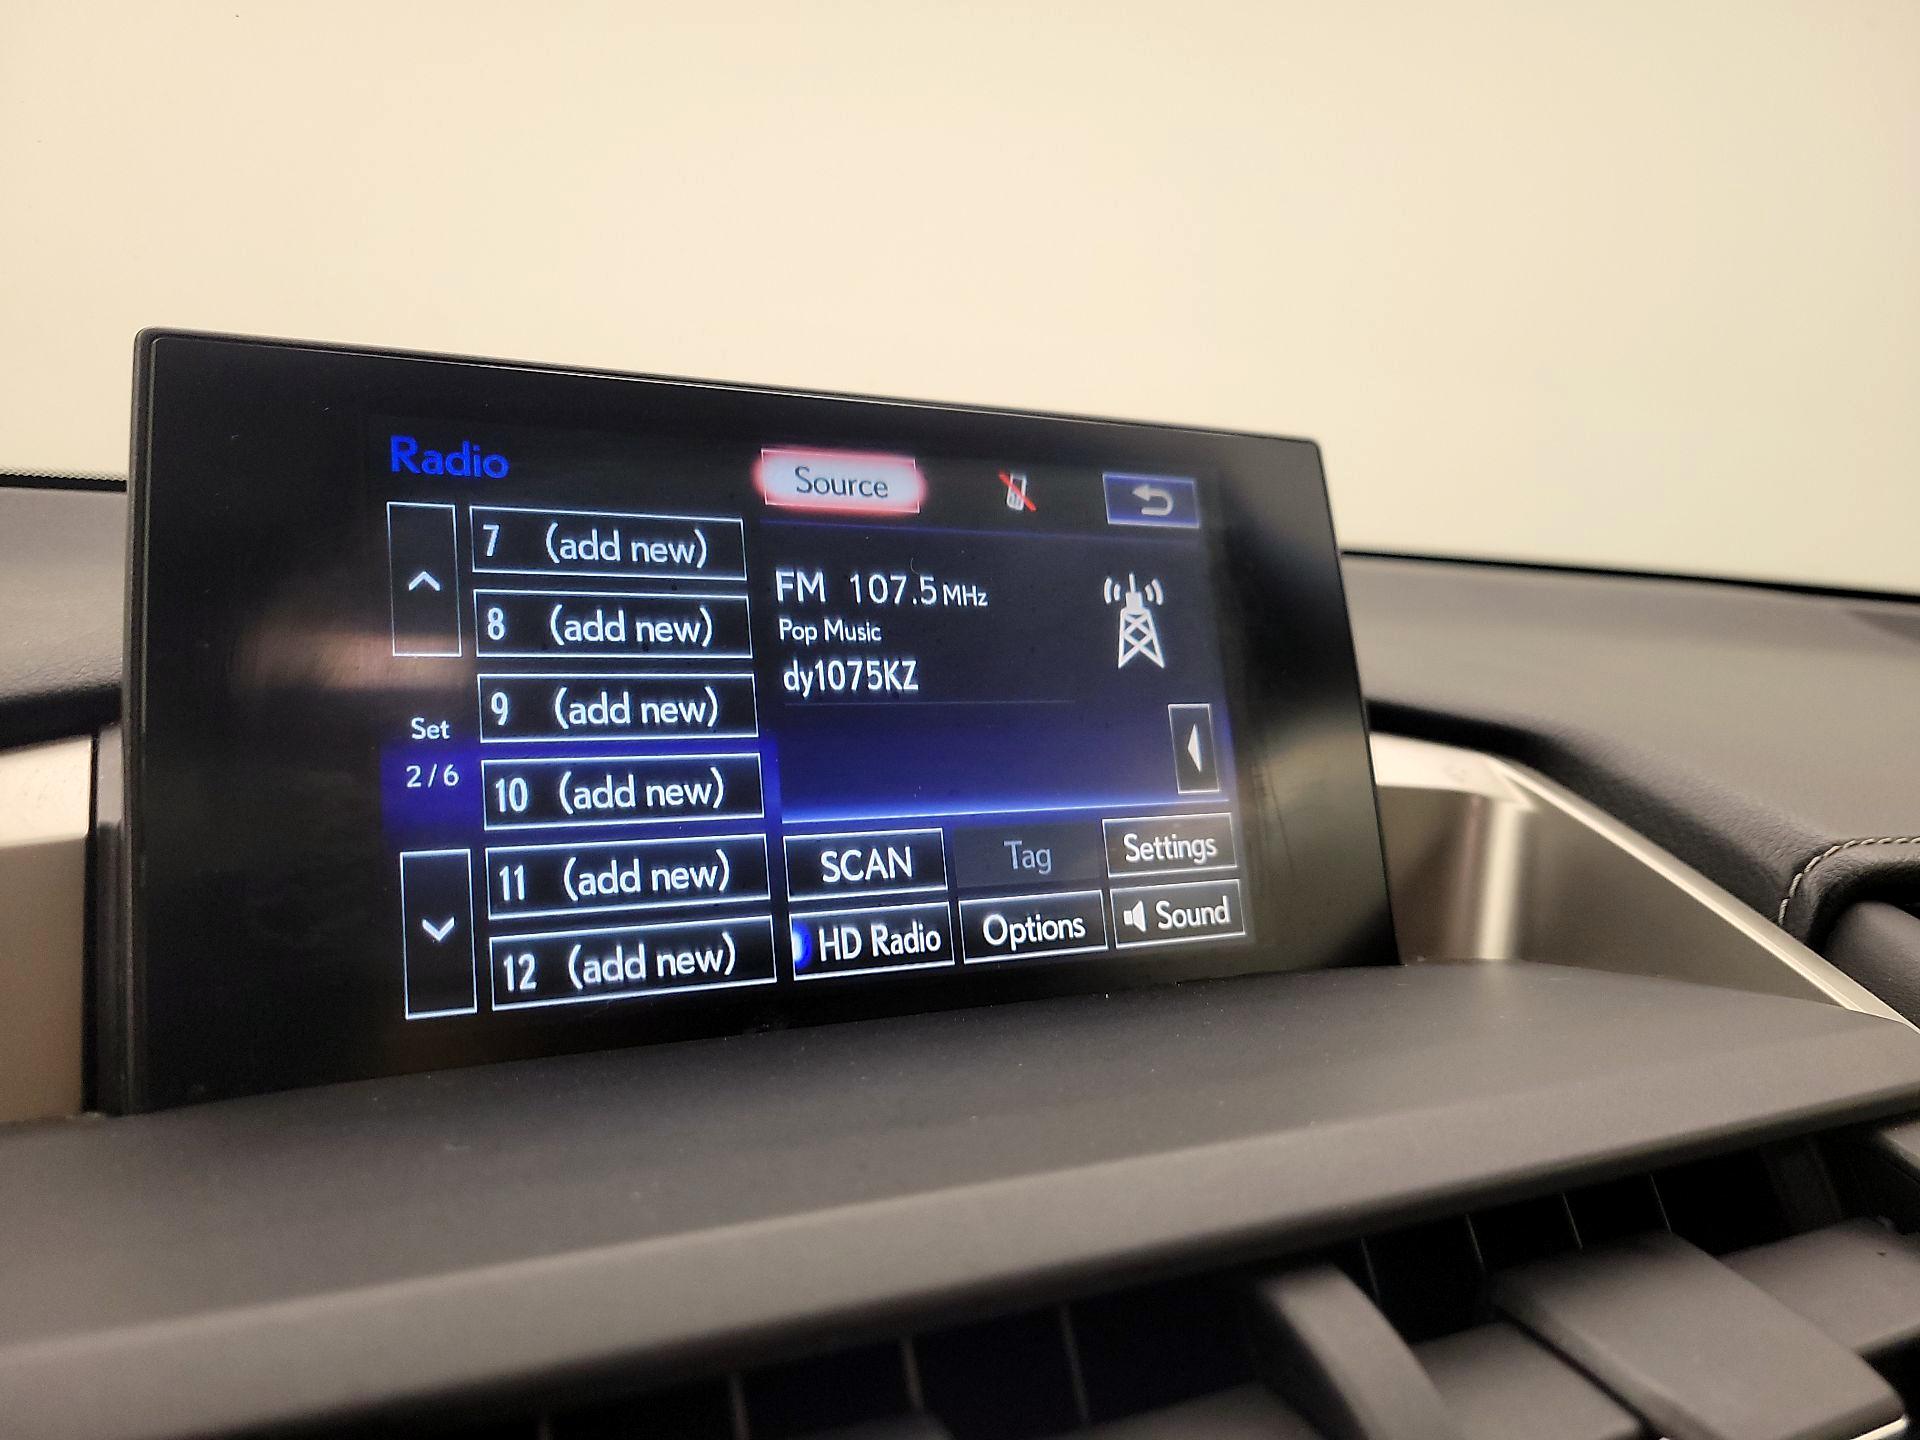 Radio
Source
7 (add new)
8 (add new)
9 (add new)
10 (add new)
11 (add new)
12 (add new)
Set
2/6
FM 107.5 MHz
Pop Music
dy1075KZ
SCAN
Tag
Settings
HD Radio
Options
Sound